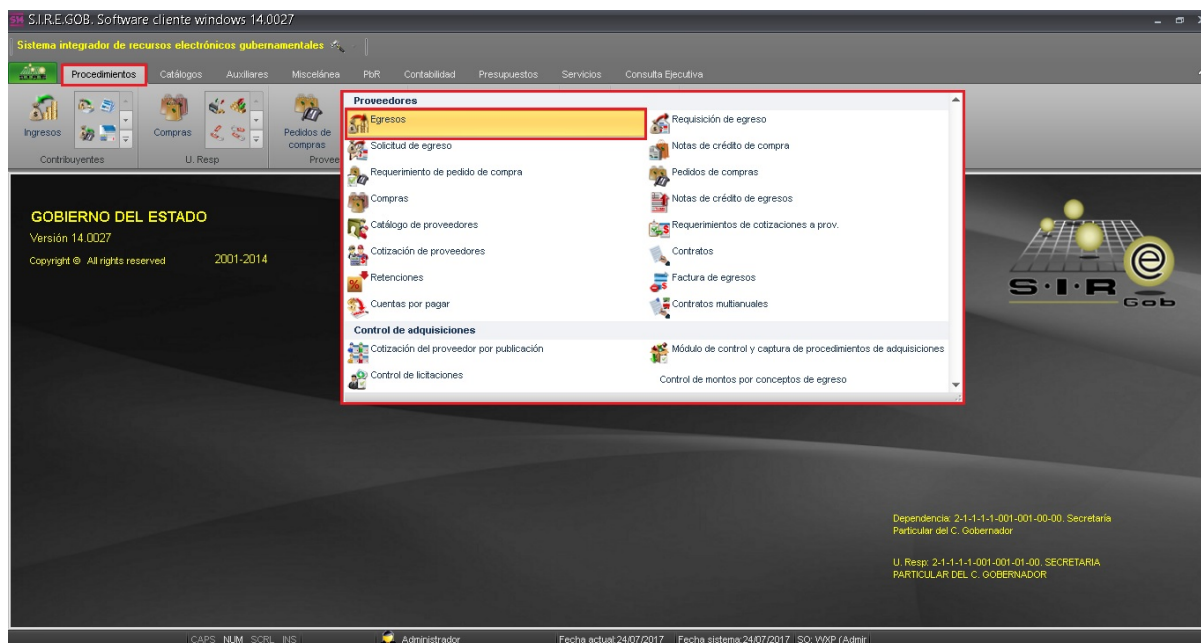 S.I.R.E.GOB. Software cliente windows 14.0027
Sistema integrador de recursos electrónicos gubernamentales
Procedimientos Catálogos Auxiliares Miscelánea PbR Contabilidad Presupuestos Servicios Consulta Ejecutiva
Ingresos
Contribuyentes
Compras
U. Resp
Pedidos de
compras
Provee
Proveedores
Egresos
Requisición de egreso
Solicitud de egreso
Notas de crédito de compra
Requerimiento de pedido de compra
Pedidos de compras
Compras
Notas de crédito de egresos
Catálogo de proveedores
Requerimientos de cotizaciones a prov.
Cotización de proveedores
Contratos
Retenciones
Factura de egresos
Cuentas por pagar
Contratos multianuales
Control de adquisiciones
Cotización del proveedor por publicación
Módulo de control y captura de procedimientos de adquisiciones
Control de licitaciones
Control de montos por conceptos de egreso
GOBIERNO DEL ESTADO
Versión 14.0027
Copyright © All rights reserved 2001-2014
S·I·R e
Gob
Dependencia: 2-1-1-1-1-001-001-00-00. Secretaría
Particular del C. Gobernador
U. Resp: 2-1-1-1-1-001-001-01-00. SECRETARIA
PARTICULAR DEL C. GOBERNADOR
CAPS NUM SCRL INS Administrador Fecha actual:24/07/2017 Fecha sistema:24/07/2017 SO: WXP (Admir